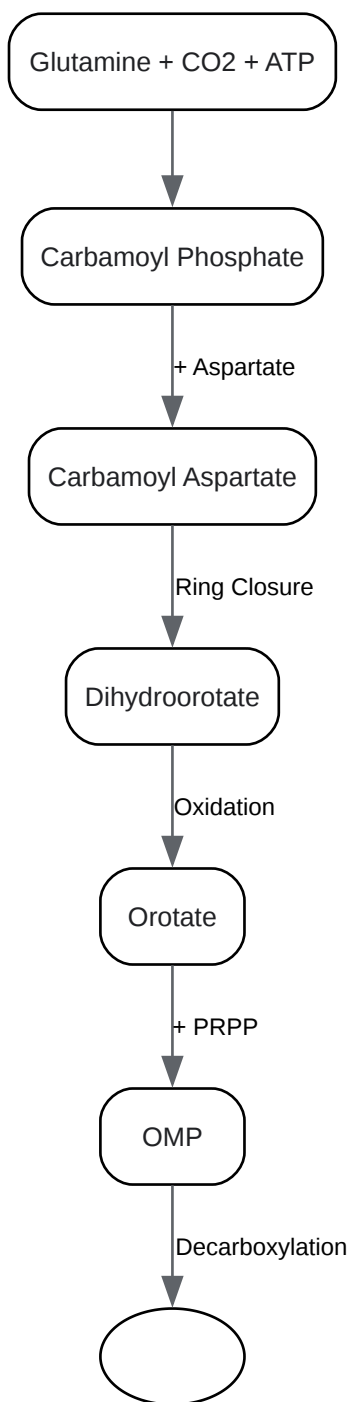 Glutamine + CO2 + ATP
Carbamoyl Phosphate
+ Aspartate
Carbamoyl Aspartate
Ring Closure
Dihydroorotate
Oxidation
Orotate
+ PRPP
OMP
Decarboxylation